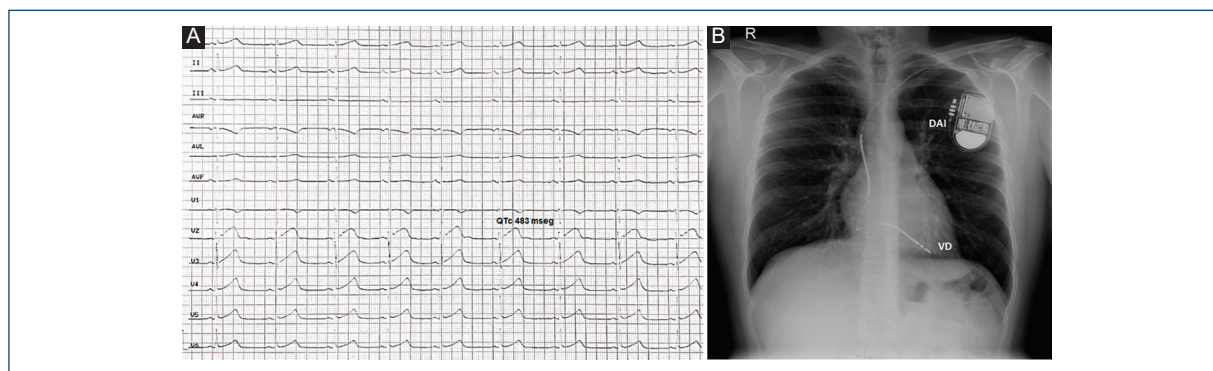 A
II
III
AVR
AVL
AVF
V1
QTc 483 mseg
V2
V3
V4
V5
V6
B
R
DAI
VD